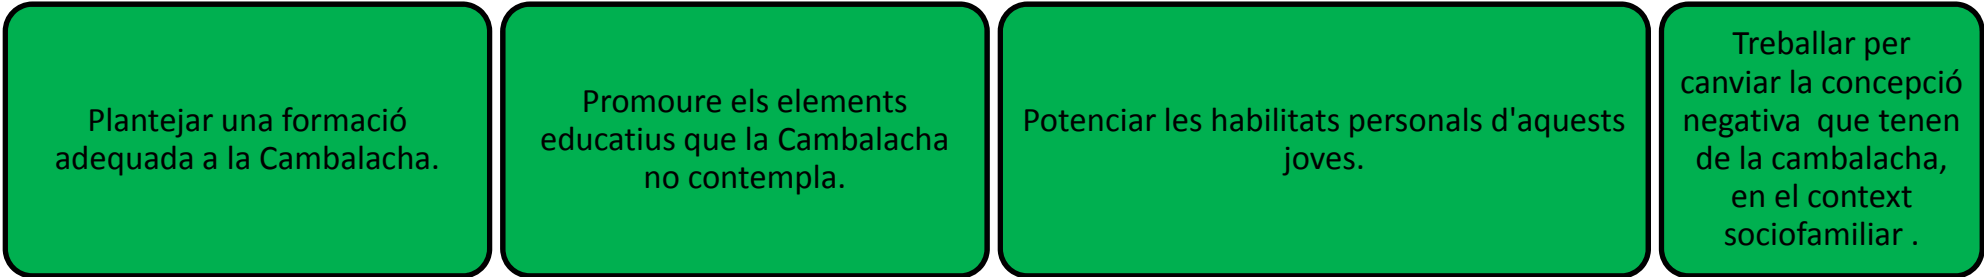 Plantejar una formació
adequada a la Cambalacha.
Promoure els elements
educatius que la Cambalacha
no contempla.
Potenciar les habilitats personals d'aquests
joves.
Treballar per
canviar la concepció
negativa  que tenen
de la cambalacha,
en el context
sociofamiliar .